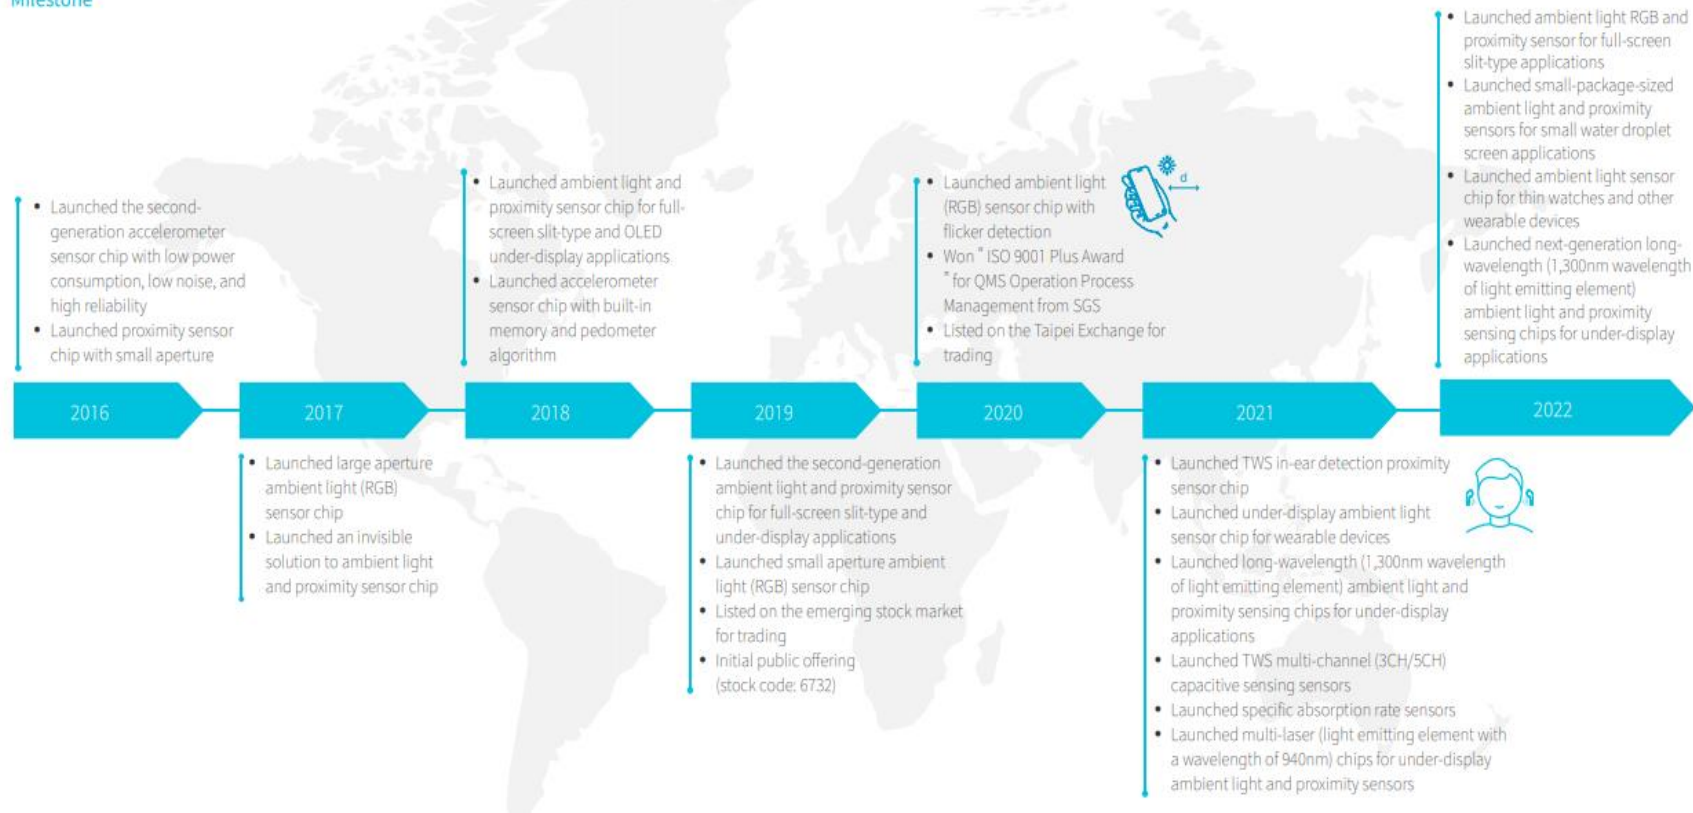 Milestone
2016
• Launched the second-
generation accelerometer
sensor chip with low power
consumption, low noise, and
high reliability
• Launched proximity sensor
chip with small aperture
2017
• Launched large aperture
ambient light (RGB)
sensor chip
• Launched an invisible
solution to ambient light
and proximity sensor chip
2018
• Launched ambient light and
proximity sensor chip for full-
screen slit-type and OLED
under-display applications
• Launched accelerometer
sensor chip with built-in
memory and pedometer
algorithm
2019
• Launched the second-generation
ambient light and proximity sensor
chip for full-screen slit-type and
under-display applications
• Launched small aperture ambient
light (RGB) sensor chip
• Listed on the emerging stock market
for trading
• Initial public offering
(stock code: 6732)
2020
• Launched ambient light
(RGB) sensor chip with
flicker detection
• Won " ISO 9001 Plus Award
" for QMS Operation Process
Management from SGS
• Listed on the Taipei Exchange for
trading
d
2021
• Launched TWS in-ear detection proximity
sensor chip
• Launched under-display ambient light
sensor chip for wearable devices
• Launched long-wavelength (1,300nm wavelength
of light emitting element) ambient light and
proximity sensing chips for under-display
applications
• Launched TWS multi-channel (3CH/5CH)
capacitive sensing sensors
• Launched specific absorption rate sensors
• Launched multi-laser (light emitting element with
a wavelength of 940nm) chips for under-display
ambient light and proximity sensors
2022
• Launched ambient light RGB and
proximity sensor for full-screen
slit-type applications
• Launched small-package-sized
ambient light and proximity
sensors for small water droplet
screen applications
• Launched ambient light sensor
chip for thin watches and other
wearable devices
• Launched next-generation long-
wavelength (1,300nm wavelength
of light emitting element)
ambient light and proximity
sensing chips for under-display
applications